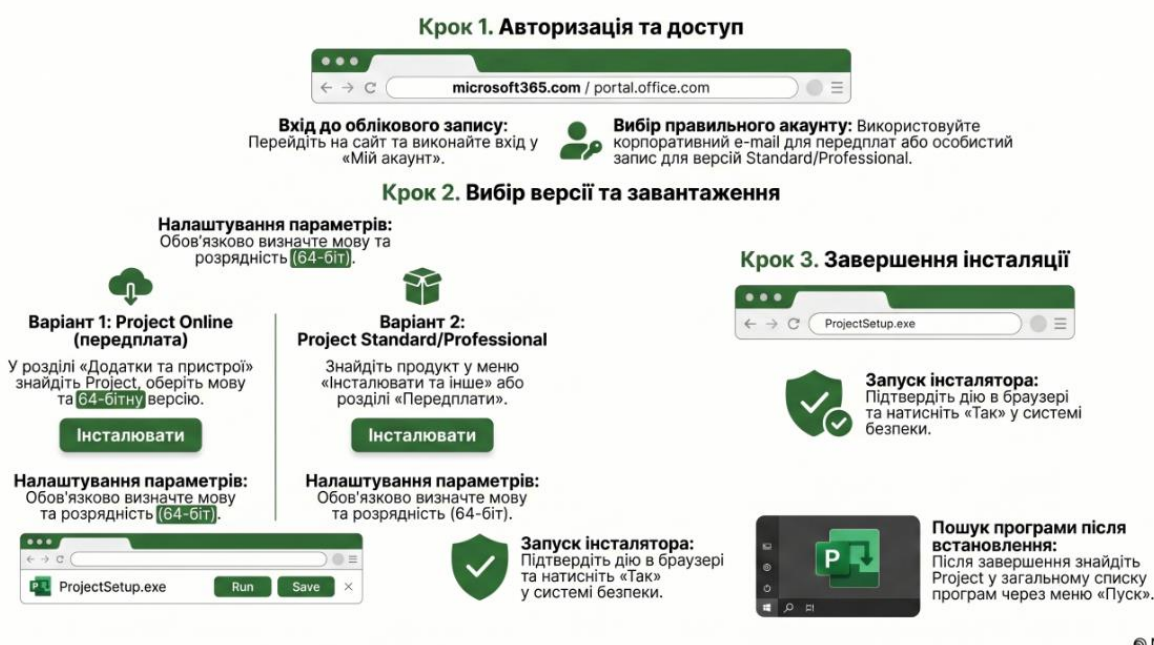 Крок 1. Авторизація та доступ
microsoft365.com / portal.office.com
Вхід до облікового запису:
Перейдіть на сайт та виконайте вхід у
«Мій акаунт».
Вибір правильного акаунту: Використовуйте
корпоративний e-mail для передплат або особистий
запис для версій Standard/Professional.
Крок 2. Вибір версії та завантаження
Налаштування параметрів:
Обов'язково визначте мову та
розрядність (64-біт).
Варіант 1: Project Online
(передплата)
У розділі «Додатки та пристрої»
знайдіть Project, оберіть мову
та 64-бітну версію.
Інсталювати
Налаштування параметрів:
Обов'язково визначте мову
та розрядність (64-біт).
ProjectSetup.exe
Run
Save
Варіант 2:
Project Standard/Professional
Знайдіть продукт у меню
«Інсталювати та інше» або
розділі «Передплати».
Інсталювати
Налаштування параметрів:
Обов'язково визначте мову
та розрядність (64-біт).
Запуск інсталятора:
Підтвердіть дію в браузері
та натисніть «Так»
у системі безпеки.
Крок 3. Завершення інсталяції
ProjectSetup.exe
Запуск інсталятора:
Підтвердіть дію в браузері
та натисніть «Так» у системі
безпеки.
P
Пошук програми після
встановлення:
Після завершення знайдіть
Project у загальному списку
програм через меню «Пуск».